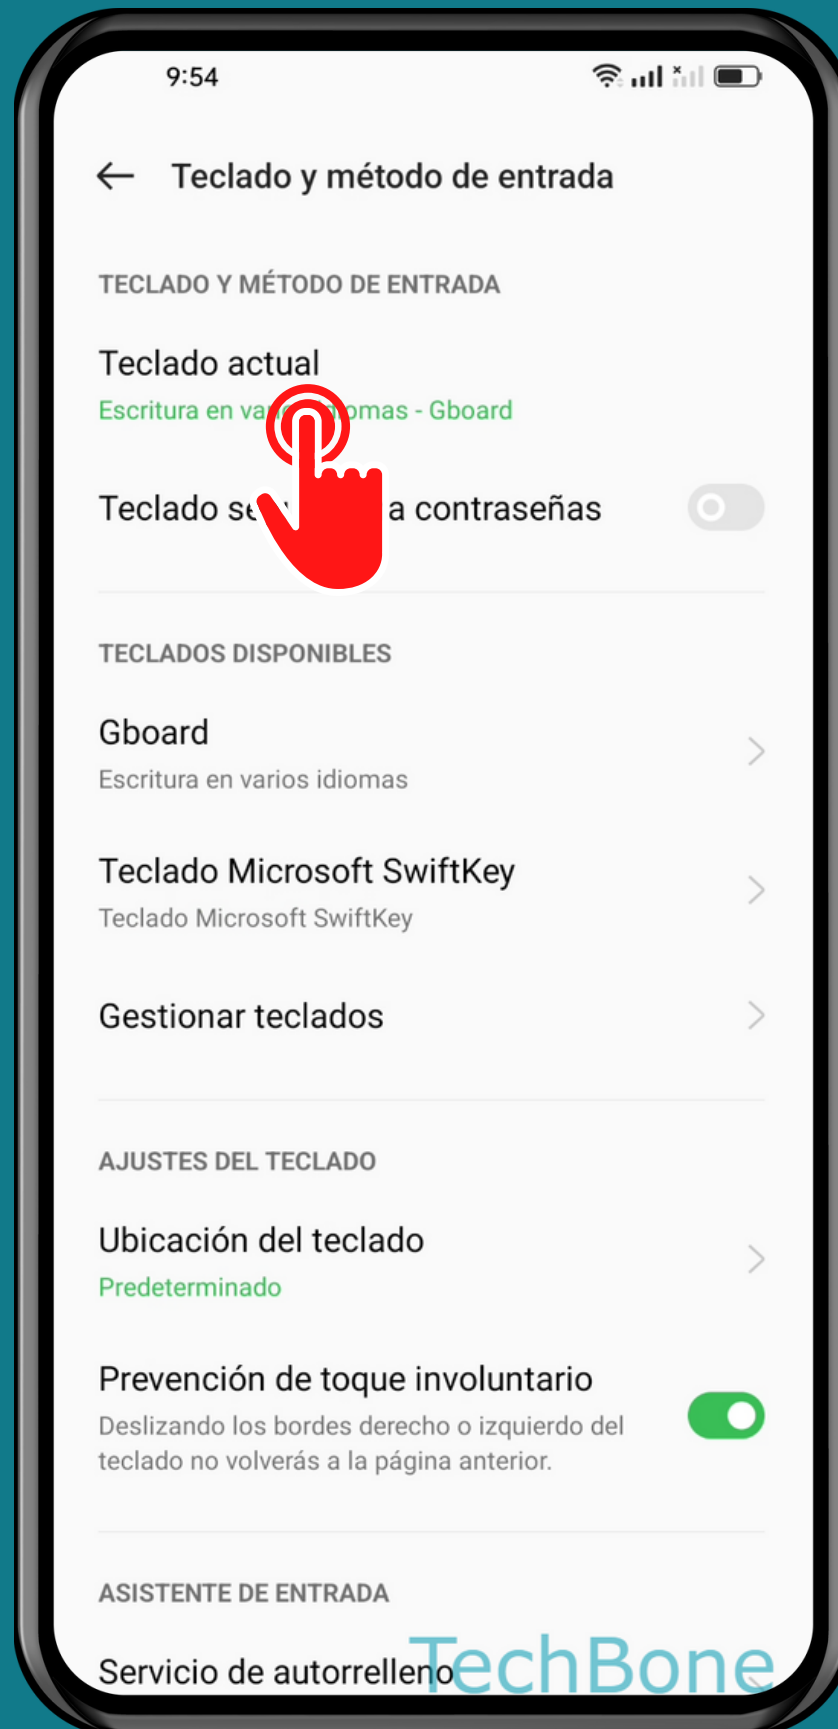 9:54
Teclado y método de entrada
TECLADO Y MÉTODO DE ENTRADA
Teclado actual
Escritura en idiomas - Gboard
Teclado a contraseñas
TECLADOS DISPONIBLES
Gboard
Escritura en varios idiomas
Teclado Microsoft SwiftKey
Teclado Microsoft SwiftKey
Gestionar teclados
AJUSTES DEL TECLADO
Ubicación del teclado
Predeterminado
Prevención de toque involuntario
Deslizando los bordes derecho o izquierdo del
teclado no volverás a la página anterior.
ASISTENTE DE ENTRADA
Servicio de autorrelleno
TechBone